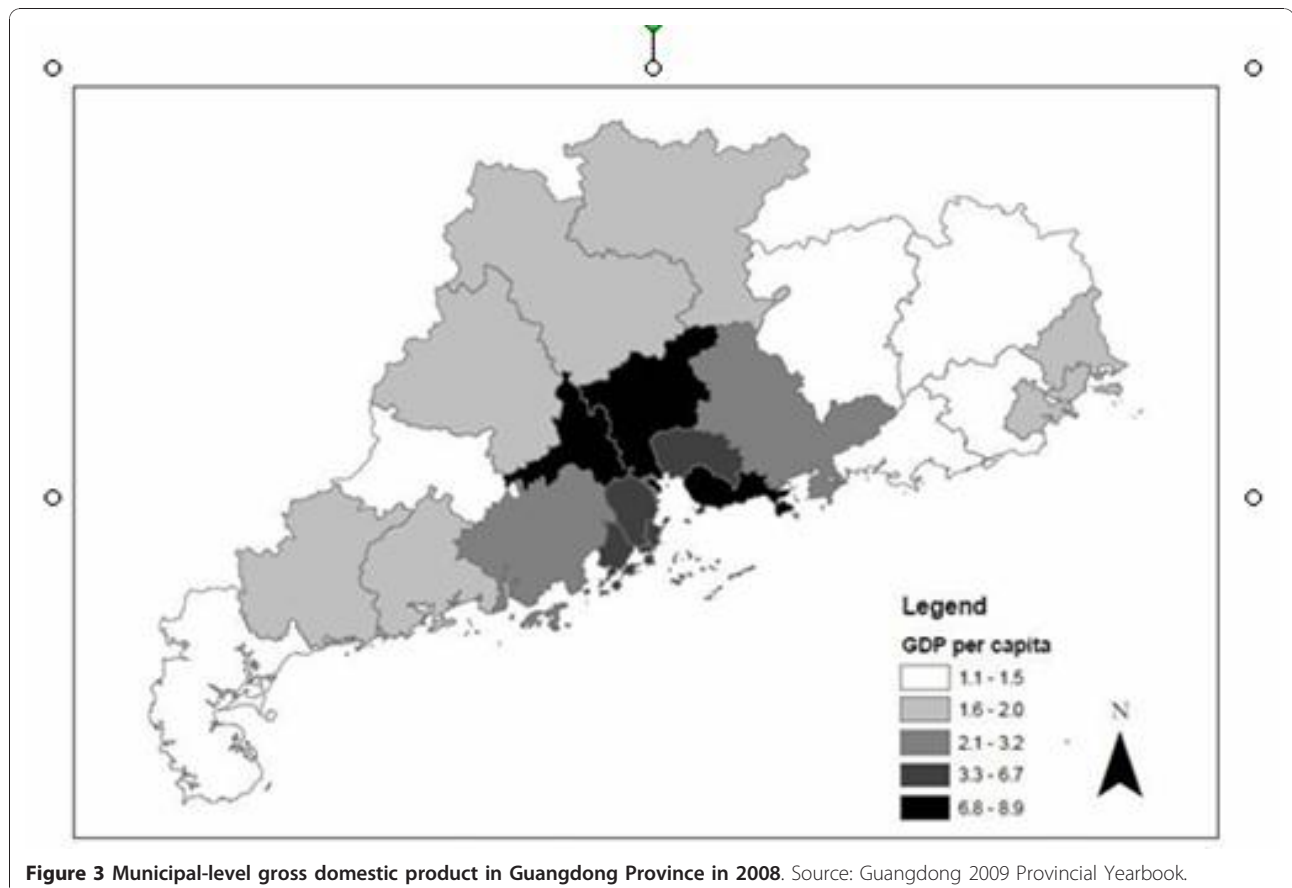 Legend
GDP per capita
1.1 - 1.5
1.6 - 2.0
2.1 - 3.2
3.3 - 6.7
6.8 - 8.9
N
Figure 3 Municipal-level gross domestic product in Guangdong Province in 2008. Source: Guangdong 2009 Provincial Yearbook.